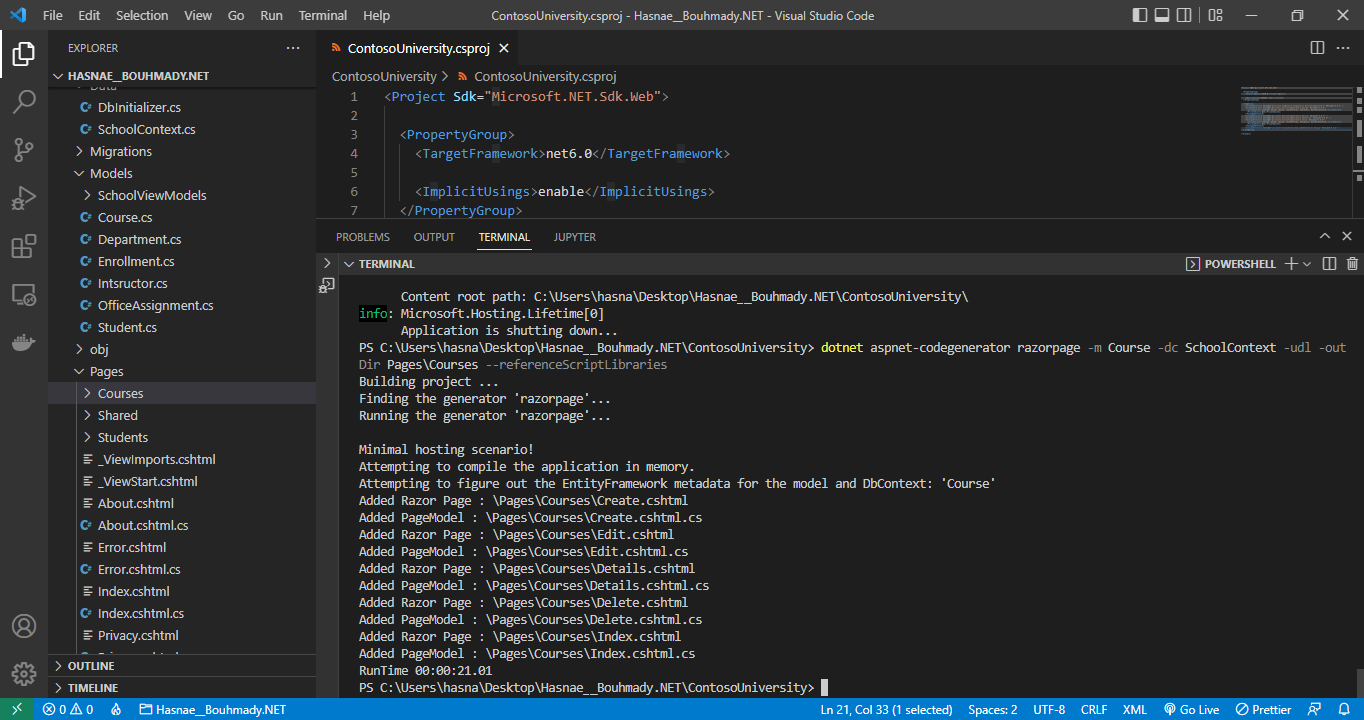 File Edit Selection View Go Run Terminal Help ContosoUniversity.csproj - Hasnae__Bouhmady.NET - Visual Studio Code
EXPLORER
HASNAE__BOUHMADY.NET
Data
DbInitializer.cs
SchoolContext.cs
Migrations
Models
SchoolViewModels
Course.cs
Department.cs
Enrollment.cs
Intsructor.cs
OfficeAssignment.cs
Student.cs
obj
Pages
Courses
Shared
Students
_ViewImports.cshtml
_ViewStart.cshtml
About.cshtml
About.cshtml.cs
Error.cshtml
Error.cshtml.cs
Index.cshtml
Index.cshtml.cs
Privacy.cshtml
OUTLINE
TIMELINE
ContosoUniversity.csproj
ContosoUniversity > ContosoUniversity.csproj
1 <Project Sdk="Microsoft.NET.Sdk.Web">
2
3 <PropertyGroup>
4 <TargetFramework>net6.0</TargetFramework>
5
6 <ImplicitUsings>enable</ImplicitUsings>
7 </PropertyGroup>
PROBLEMS OUTPUT TERMINAL JUPYTER
TERMINAL POWERSHELL
Content root path: C:\Users\hasna\Desktop\Hasnae__Bouhmady.NET\ContosoUniversity\
info: Microsoft.Hosting.Lifetime[0]
Application is shutting down...
PS C:\Users\hasna\Desktop\Hasnae__Bouhmady.NET\ContosoUniversity> dotnet aspnet-codegenerator razorpage -m Course -dc SchoolContext -udl -out
Dir Pages\Courses --referenceScriptLibraries
Building project ...
Finding the generator 'razorpage'...
Running the generator 'razorpage'...
Minimal hosting scenario!
Attempting to compile the application in memory.
Attempting to figure out the EntityFramework metadata for the model and DbContext: 'Course'
Added Razor Page : \Pages\Courses\Create.cshtml
Added PageModel : \Pages\Courses\Create.cshtml.cs
Added Razor Page : \Pages\Courses\Edit.cshtml
Added PageModel : \Pages\Courses\Edit.cshtml.cs
Added Razor Page : \Pages\Courses\Details.cshtml
Added PageModel : \Pages\Courses\Details.cshtml.cs
Added Razor Page : \Pages\Courses\Delete.cshtml
Added PageModel : \Pages\Courses\Delete.cshtml.cs
Added Razor Page : \Pages\Courses\Index.cshtml
Added PageModel : \Pages\Courses\Index.cshtml.cs
RunTime 00:00:21.01
PS C:\Users\hasna\Desktop\Hasnae__Bouhmady.NET\ContosoUniversity>
0 0 Hasnae__Bouhmady.NET Ln 21, Col 33 (1 selected) Spaces: 2 UTF-8 CRLF XML Go Live Prettier